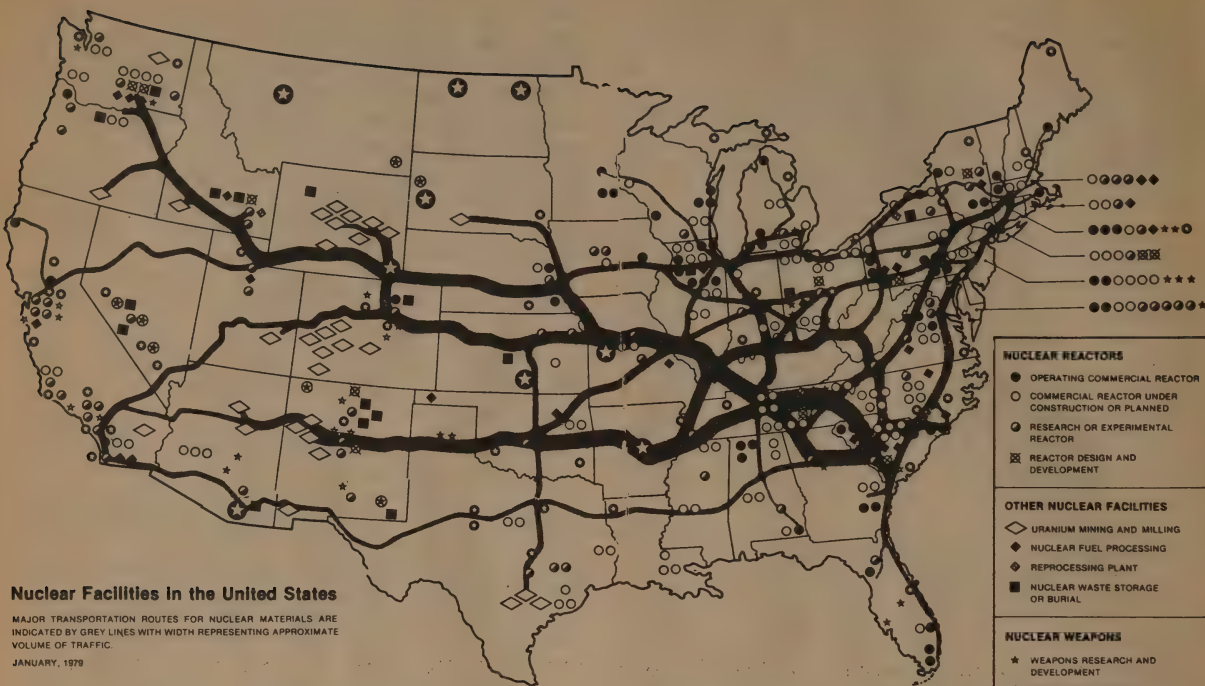 Nuclear Facilities in the United States
MAJOR TRANSPORTATION ROUTES FOR NUCLEAR MATERIALS ARE
INDICATED BY GREY LINES WITH WIDTH REPRESENTING APPROXIMATE
VOLUME OF TRAFFIC.
JANUARY, 1979
NUCLEAR REACTORS
OPERATING COMMERCIAL REACTOR
COMMERCIAL REACTOR UNDER
CONSTRUCTION OR PLANNED
RESEARCH OR EXPERIMENTAL
REACTOR
REACTOR DESIGN AND
DEVELOPMENT
OTHER NUCLEAR FACILITIES
URANIUM MINING AND MILLING
NUCLEAR FUEL PROCESSING
REPROCESSING PLANT
NUCLEAR WASTE STORAGE
OR BURIAL
NUCLEAR WEAPONS
WEAPONS RESEARCH AND
DEVELOPMENT